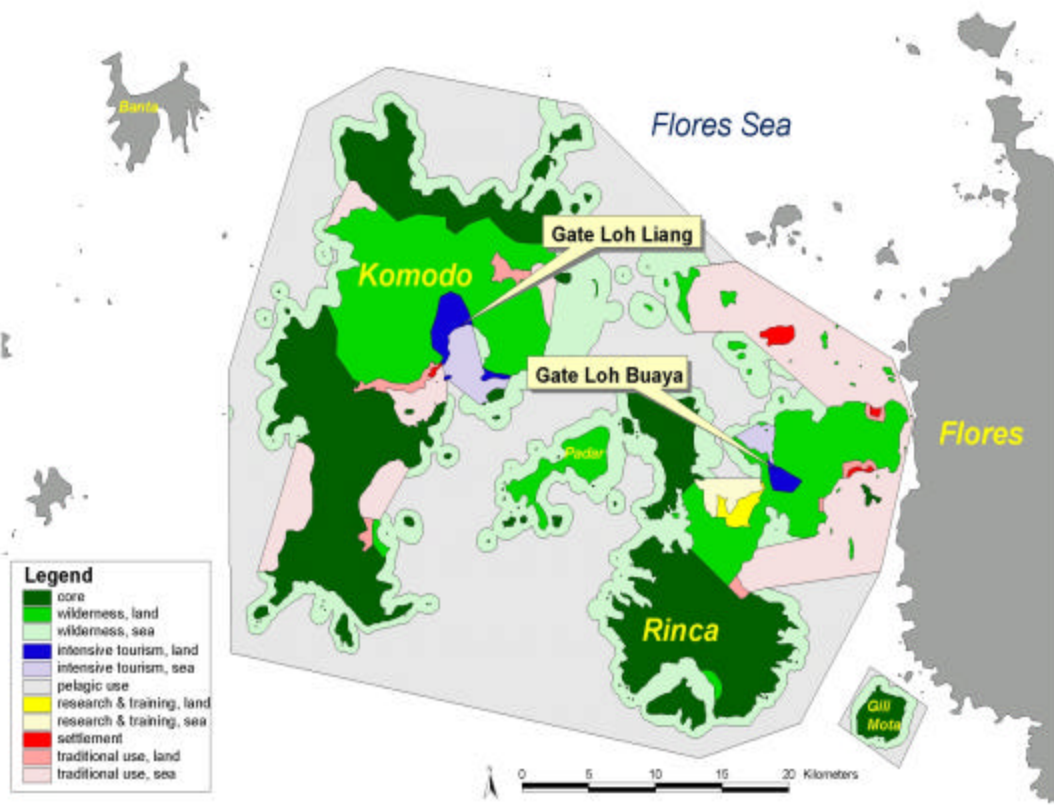 Banta
Flores Sea
Gate Loh Liang
Komodo
Gate Loh Buaya
Flores
Padar
Rinca
Gili
Mota
Legend
core
wilderness, land
wilderness, sea
intensive tourism, land
intensive tourism, sea
pelagic use
research & training, land
research & training, sea
settlement
traditional use, land
traditional use, sea
0 5 10 15 20 Kilometers